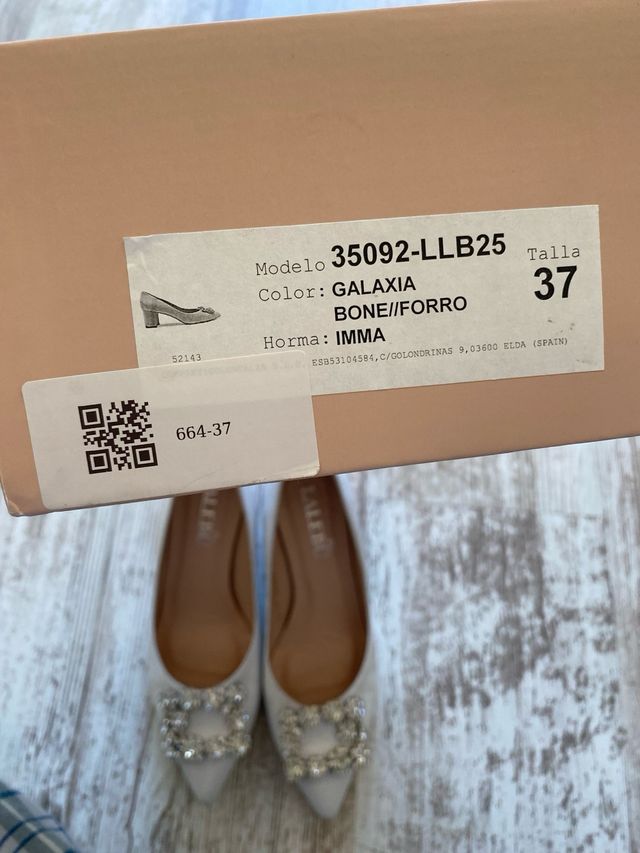 Modelo 35092-LLB25 Talla
Color: GALAXIA 37
BONE//FORRO
Horma: IMMA
52143
ESB53104584,C/GOLONDRINAS 9,03600 ELDA (SPAIN)
664-37